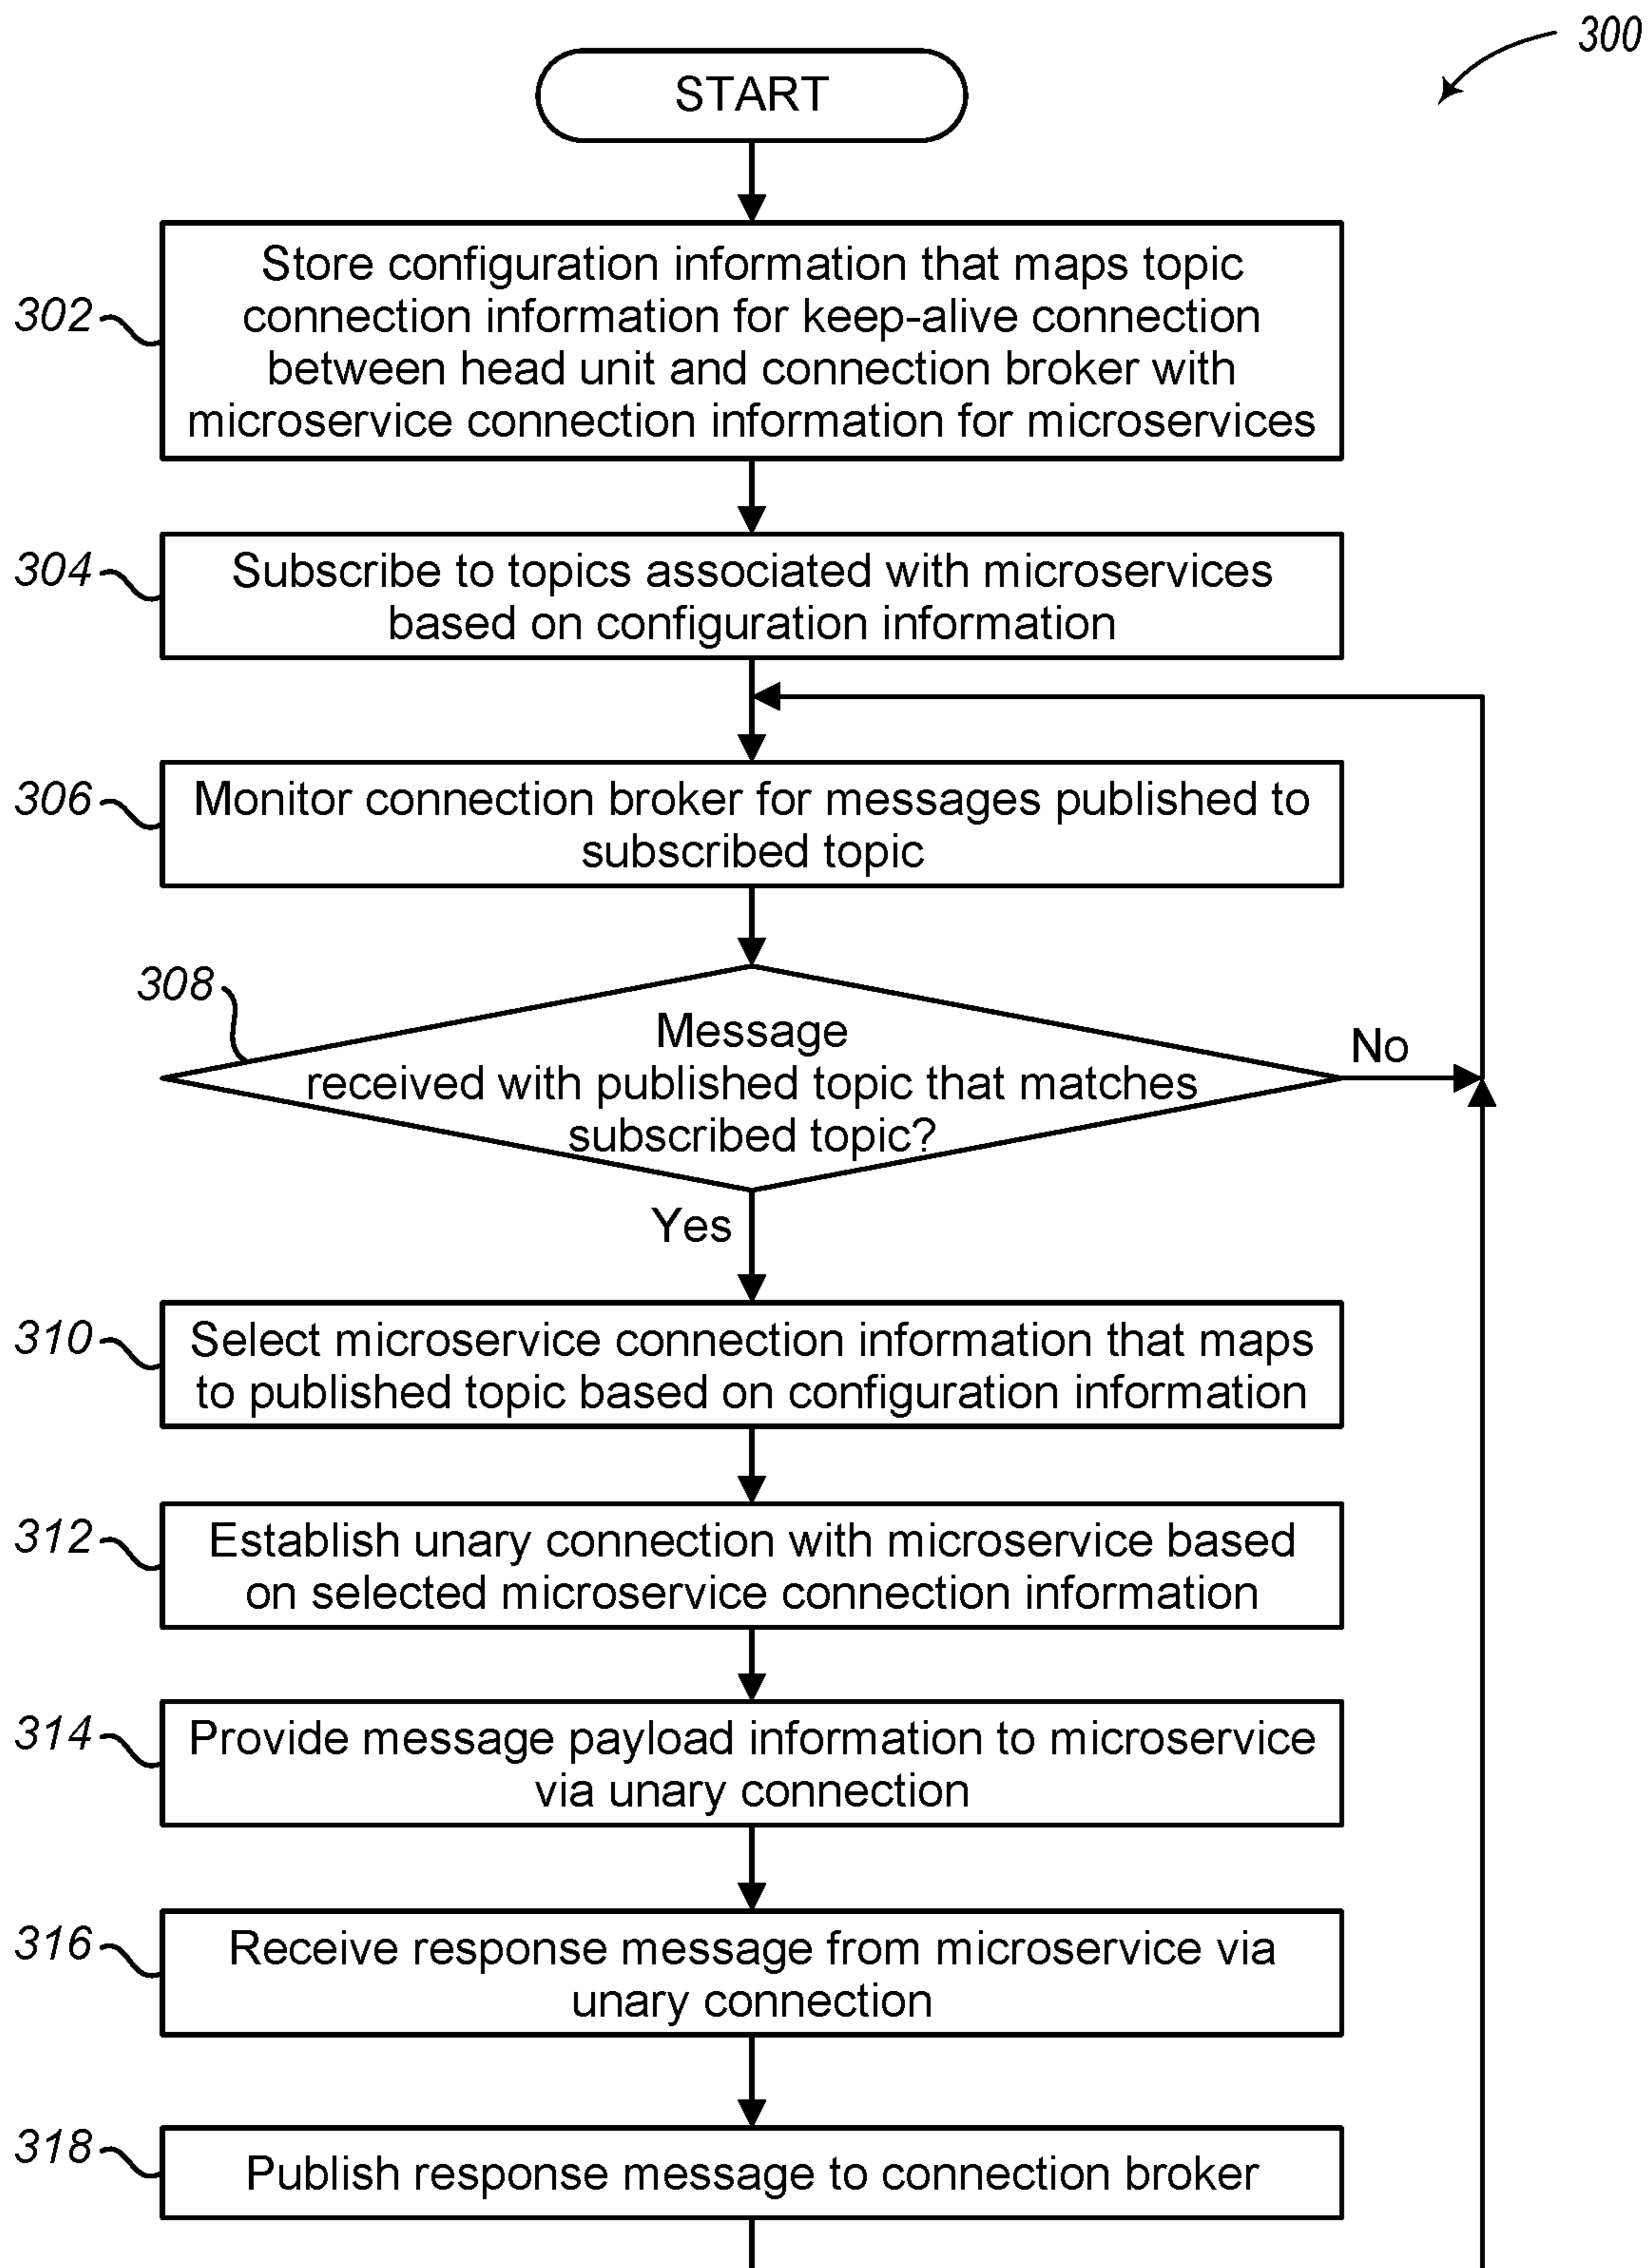 300
START
302
Store configuration information that maps topic
connection information for keep-alive connection
between head unit and connection broker with
microservice connection information for microservices
304
Subscribe to topics associated with microservices
based on configuration information
306
Monitor connection broker for messages published to
subscribed topic
308
Message
received with published topic that matches
subscribed topic?
No
Yes
310
Select microservice connection information that maps
to published topic based on configuration information
312
Establish unary connection with microservice based
on selected microservice connection information
314
Provide message payload information to microservice
via unary connection
316
Receive response message from microservice via
unary connection
318
Publish response message to connection broker